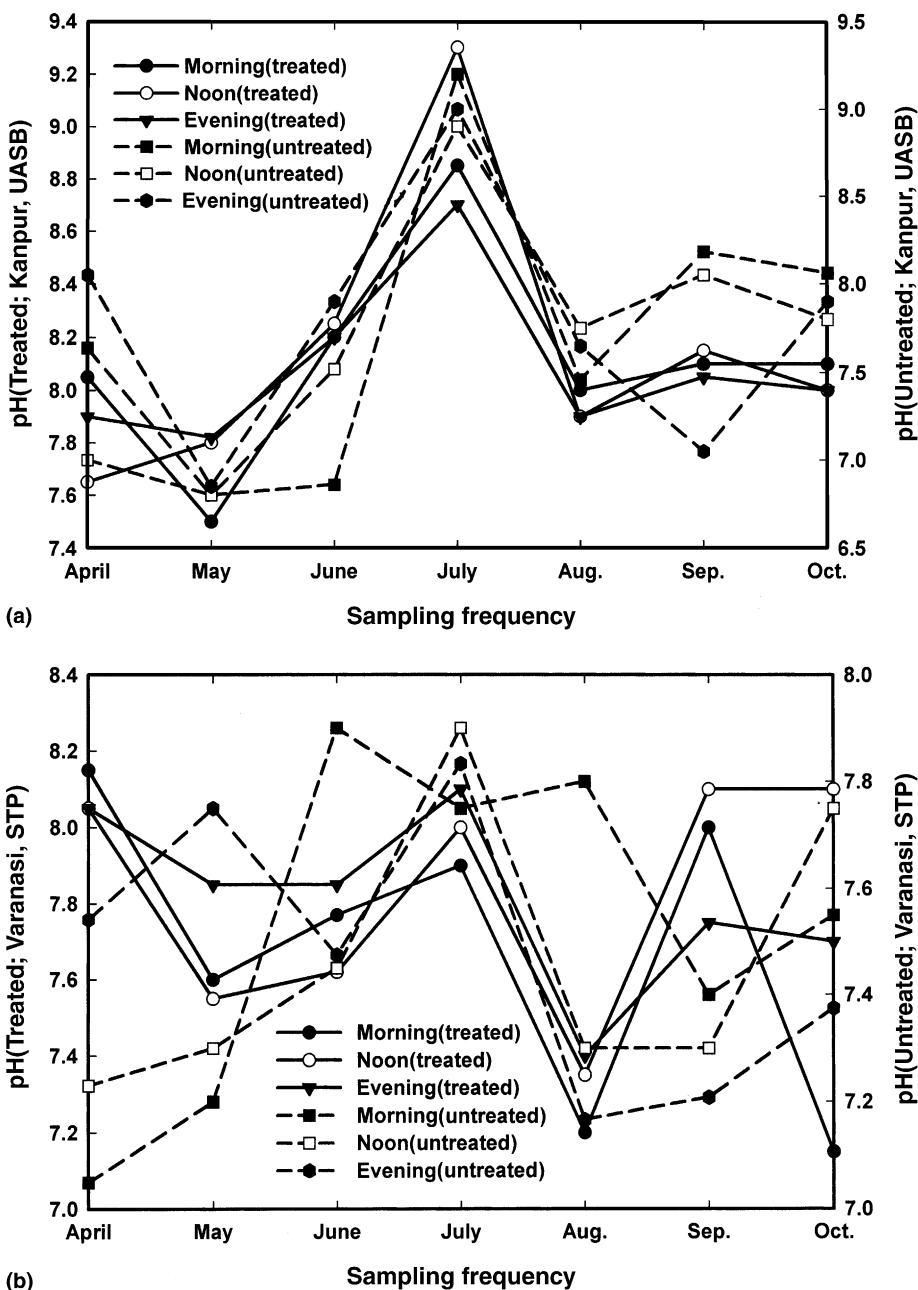 9.4
9.2
9.0
8.8
8.6
8.4
8.2
8.0
7.8
7.6
7.4
pH(Treated; Kanpur, UASB)
Morning(treated)
Noon(treated)
Evening(treated)
Morning(untreated)
Noon(untreated)
Evening(untreated)
9.5
9.0
8.5
8.0
7.5
7.0
6.5
pH(Untreated; Kanpur, UASB)
April May June July Aug. Sep. Oct.
(a) Sampling frequency
8.4
8.2
8.0
7.8
7.6
7.4
7.2
7.0
pH(Treated; Varanasi, STP)
Morning(treated)
Noon(treated)
Evening(treated)
Morning(untreated)
Noon(untreated)
Evening(untreated)
8.0
7.8
7.6
7.4
7.2
7.0
pH(Untreated; Varanasi, STP)
April May June July Aug. Sep. Oct.
(b) Sampling frequency